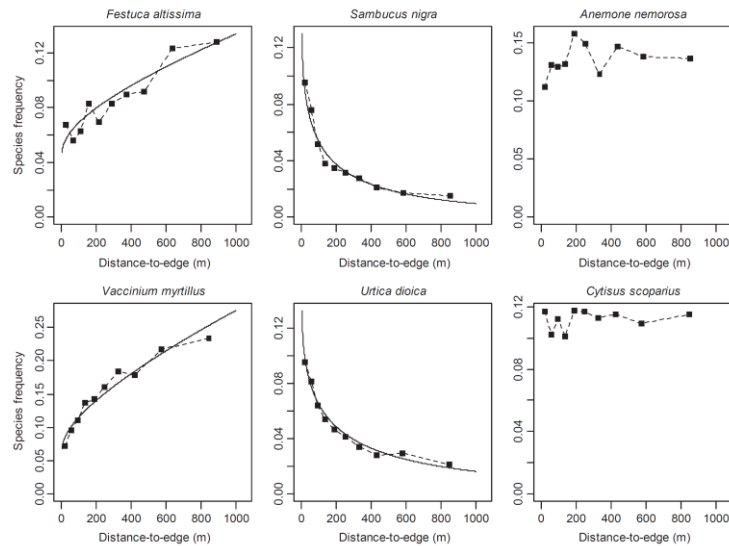 Festuca altissima
Sambucus nigra
Anemone nemorosa
Species frequency
0.12
0.08
0.04
0.00
0.12
0.08
0.04
0.00
0.15
0.10
0.05
0.00
0 200 400 600 800 1000
0 200 400 600 800 1000
0 200 400 600 800 1000
Distance-to-edge (m)
Distance-to-edge (m)
Distance-to-edge (m)
Vaccinium myrtillus
Urtica dioica
Cytisus scoparius
Species frequency
0.25
0.20
0.15
0.10
0.05
0.00
0.12
0.08
0.04
0.00
0.12
0.08
0.04
0.00
0 200 400 600 800 1000
0 200 400 600 800 1000
0 200 400 600 800 1000
Distance-to-edge (m)
Distance-to-edge (m)
Distance-to-edge (m)